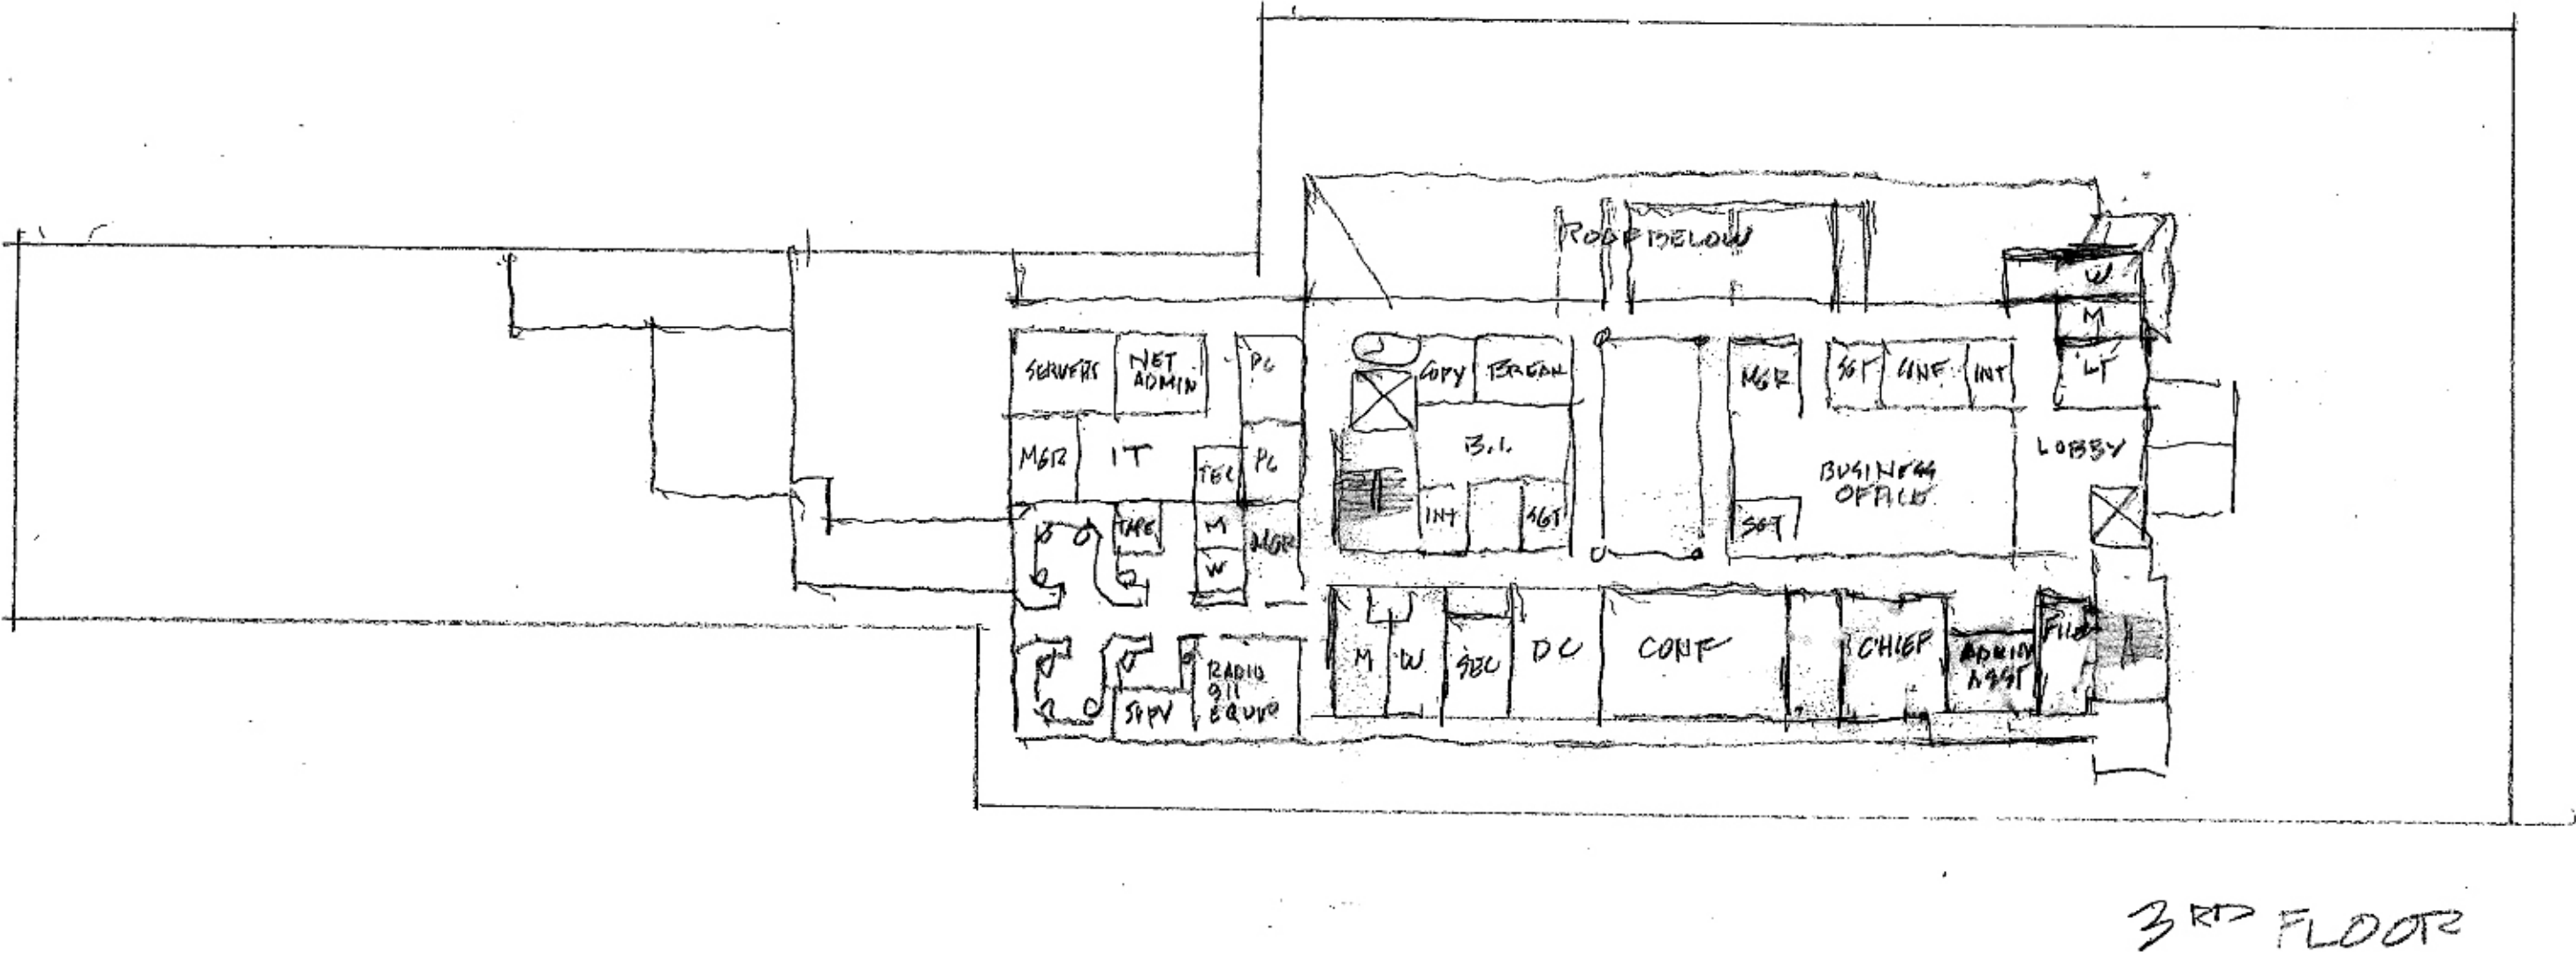 ROOF BELOW
W
M
SERVERS
NET
ADMIN
PC
COPY
BREAK
MGR
SGT
CONF
INT
LT
MGR
IT
TEC
PC
B.I.
BUSINESS
OFFICE
LOBBY
TAPE
M
MGR
W
INT
SGT
SGT
RADIO
911
EQUIP
SUPV
M
W
SEC
DC
CONF
CHIEF
ADMIN
ASST
FILE
3RD FLOOR